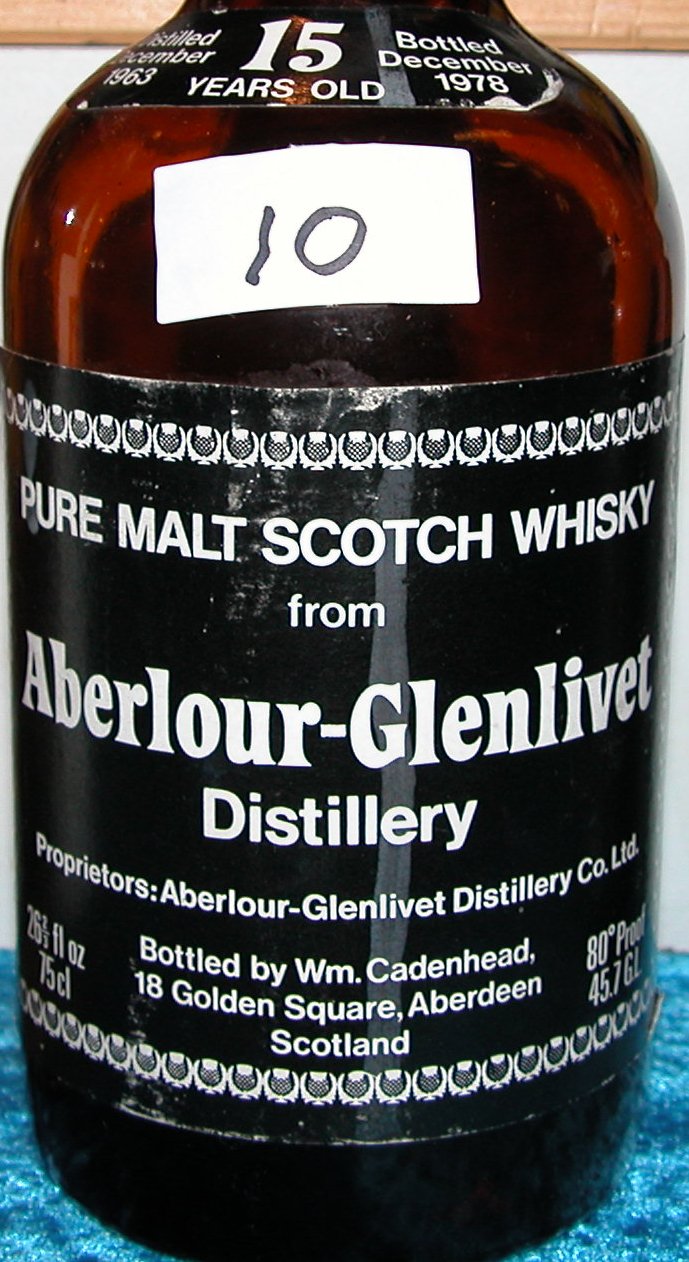 Distilled
December
1963
15
YEARS OLD
Bottled
December
1978
10
PURE MALT SCOTCH WHISKY
from
Aberlour-Glenlivet
Distillery
Proprietors: Aberlour-Glenlivet Distillery Co. Ltd.
26⅔ fl oz
75cl
Bottled by Wm. Cadenhead,
18 Golden Square, Aberdeen
Scotland
80° Proof
45.7 G.L.